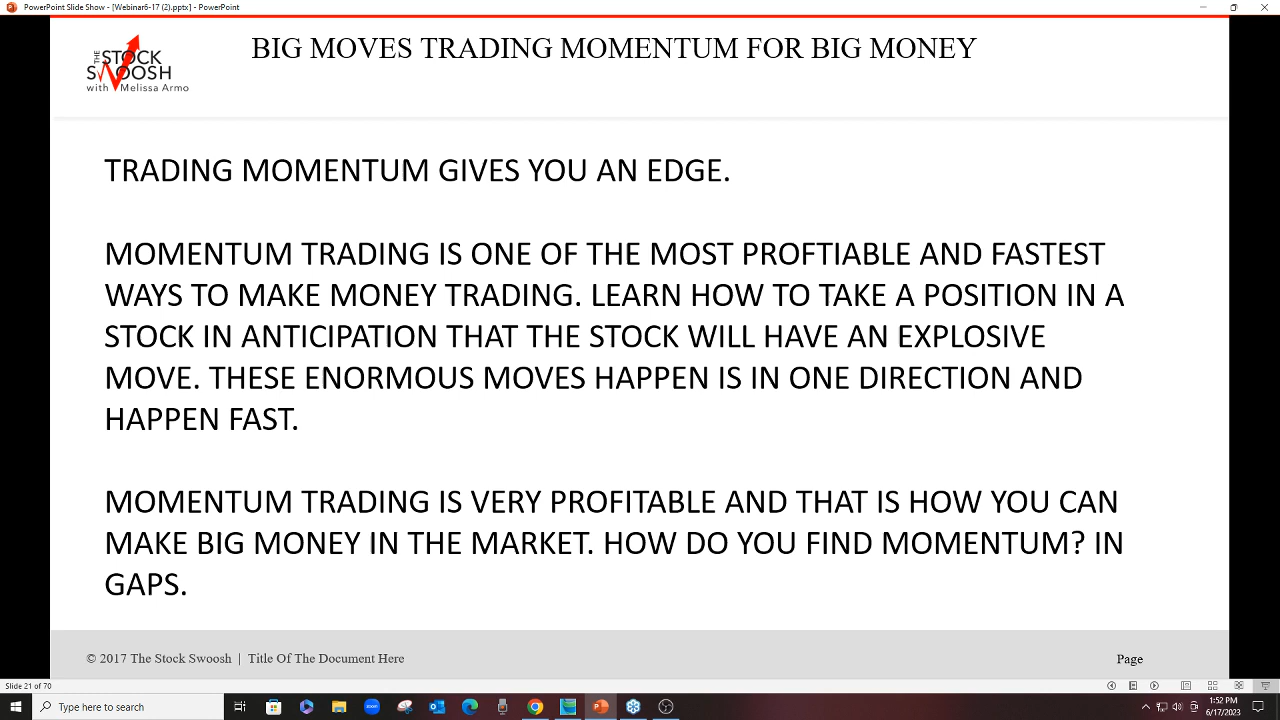 PowerPoint Slide Show - [Webinar6-17 (2).pptx] - PowerPoint
THE STOCK
SWOOSH
with Melissa Armo
BIG MOVES TRADING MOMENTUM FOR BIG MONEY
TRADING MOMENTUM GIVES YOU AN EDGE.
MOMENTUM TRADING IS ONE OF THE MOST PROFTIABLE AND FASTEST
WAYS TO MAKE MONEY TRADING. LEARN HOW TO TAKE A POSITION IN A
STOCK IN ANTICIPATION THAT THE STOCK WILL HAVE AN EXPLOSIVE
MOVE. THESE ENORMOUS MOVES HAPPEN IS IN ONE DIRECTION AND
HAPPEN FAST.
MOMENTUM TRADING IS VERY PROFITABLE AND THAT IS HOW YOU CAN
MAKE BIG MONEY IN THE MARKET. HOW DO YOU FIND MOMENTUM? IN
GAPS.
© 2017 The Stock Swoosh | Title Of The Document Here
Page
Slide 21 of 70
Type here to search
zoom
1:52 PM
6/17/2023